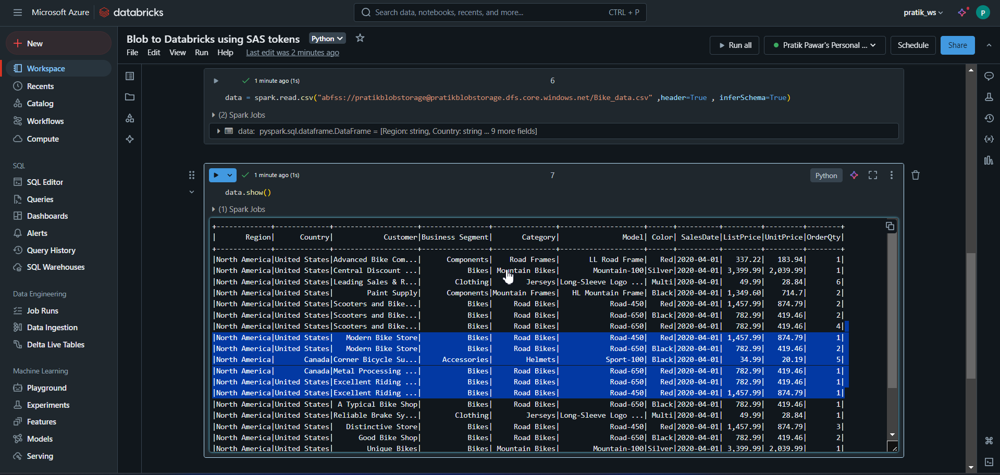 Microsoft Azure databricks Search data, notebooks, recents, and more... CTRL + P pratik_ws P
New
Workspace
Recents
Catalog
Workflows
Compute
SQL
SQL Editor
Queries
Dashboards
Alerts
Query History
SQL Warehouses
Data Engineering
Job Runs
Data Ingestion
Delta Live Tables
Machine Learning
Playground
Experiments
Features
Models
Serving
Blob to Databricks using SAS tokens Python
File Edit View Run Help Last edit was 2 minutes ago
Run all Pratik Pawar's Personal ... Schedule Share
1 minute ago (1s) 6
data = spark.read.csv("abfss://pratikblobstorage@pratikblobstorage.dfs.core.windows.net/Bike_data.csv" ,header=True , inferSchema=True)
(2) Spark Jobs
data: pyspark.sql.dataframe.DataFrame = [Region: string, Country: string ... 9 more fields]
1 minute ago (1s) 7 Python
data.show()
(1) Spark Jobs
+-------------+-------------+--------------------+----------------+---------------+--------------------+------+----------+---------+---------+--------+
| Region| Country| Customer|Business Segment| Category| Model| Color| SalesDate|ListPrice|UnitPrice|OrderQty|
+-------------+-------------+--------------------+----------------+---------------+--------------------+------+----------+---------+---------+--------+
|North America|United States|Advanced Bike Com...| Components| Road Frames| LL Road Frame| Red|2020-04-01| 337.22| 183.94| 1|
|North America|United States|Central Discount ...| Bikes| Mountain Bikes| Mountain-100|Silver|2020-04-01| 3,399.99| 2,039.99| 1|
|North America|United States|Leading Sales & R...| Clothing| Jerseys|Long-Sleeve Logo ...| Multi|2020-04-01| 49.99| 28.84| 6|
|North America|United States| Paint Supply| Components|Mountain Frames| HL Mountain Frame| Black|2020-04-01| 1,349.60| 714.7| 2|
|North America|United States|Scooters and Bike...| Bikes| Road Bikes| Road-450| Red|2020-04-01| 1,457.99| 874.79| 2|
|North America|United States|Scooters and Bike...| Bikes| Road Bikes| Road-650| Black|2020-04-01| 782.99| 419.46| 2|
|North America|United States|Scooters and Bike...| Bikes| Road Bikes| Road-650| Red|2020-04-01| 782.99| 419.46| 4|
|North America|United States| Modern Bike Store| Bikes| Road Bikes| Road-450| Red|2020-04-01| 1,457.99| 874.79| 1|
|North America|United States| Modern Bike Store| Bikes| Road Bikes| Road-650| Black|2020-04-01| 782.99| 419.46| 2|
|North America| Canada|Corner Bicycle Su...| Accessories| Helmets| Sport-100| Black|2020-04-01| 34.99| 20.19| 5|
|North America| Canada|Metal Processing ...| Bikes| Road Bikes| Road-650| Red|2020-04-01| 782.99| 419.46| 1|
|North America|United States|Excellent Riding ...| Bikes| Road Bikes| Road-650| Red|2020-04-01| 782.99| 419.46| 1|
|North America|United States|Excellent Riding ...| Bikes| Road Bikes| Road-450| Red|2020-04-01| 1,457.99| 874.79| 1|
|North America|United States| A Typical Bike Shop| Bikes| Road Bikes| Road-650| Black|2020-04-01| 782.99| 419.46| 1|
|North America|United States|Reliable Brake Sy...| Clothing| Jerseys|Long-Sleeve Logo ...| Multi|2020-04-01| 49.99| 28.84| 1|
|North America|United States| Distinctive Store| Bikes| Road Bikes| Road-450| Red|2020-04-01| 1,457.99| 874.79| 3|
|North America|United States| Good Bike Shop| Bikes| Road Bikes| Road-650| Black|2020-04-01| 782.99| 419.46| 2|
|North America|United States| Unique Bikes| Bikes| Mountain Bikes| Mountain-100|Silver|2020-04-01| 3,399.99| 2,039.99| 1|